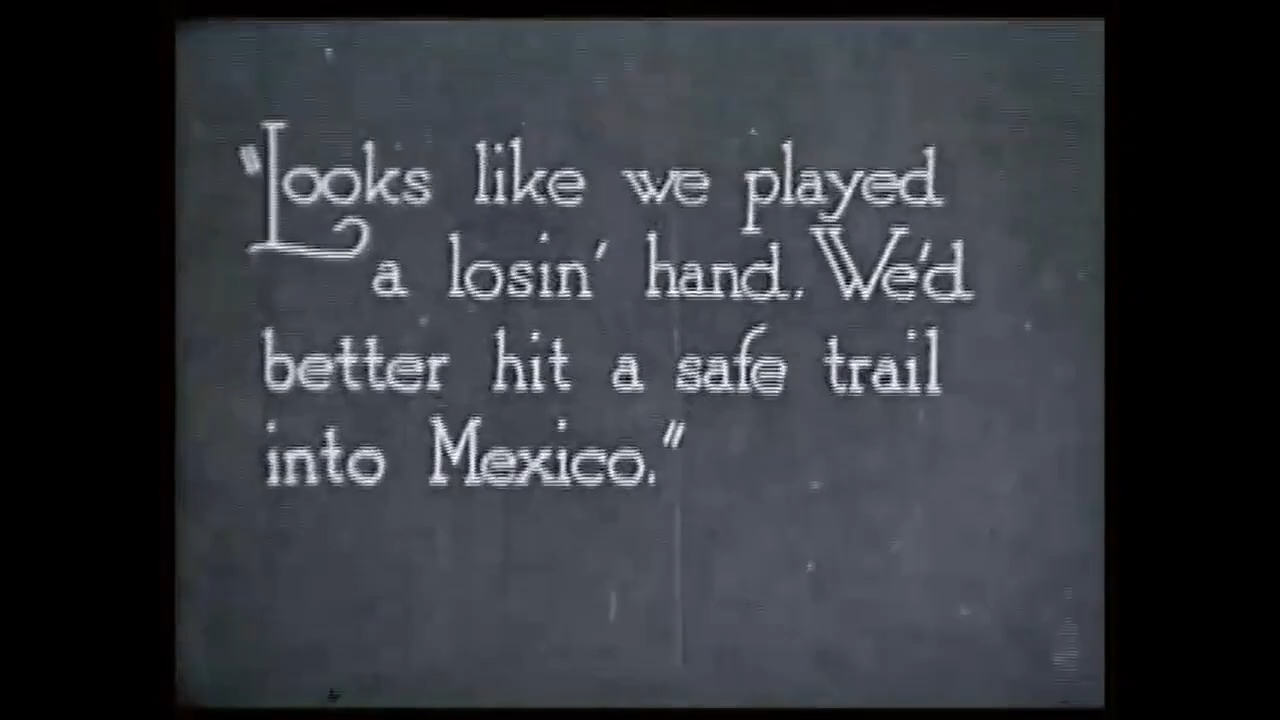 "Looks like we played
a losin' hand. We'd
better hit a safe trail
into Mexico."